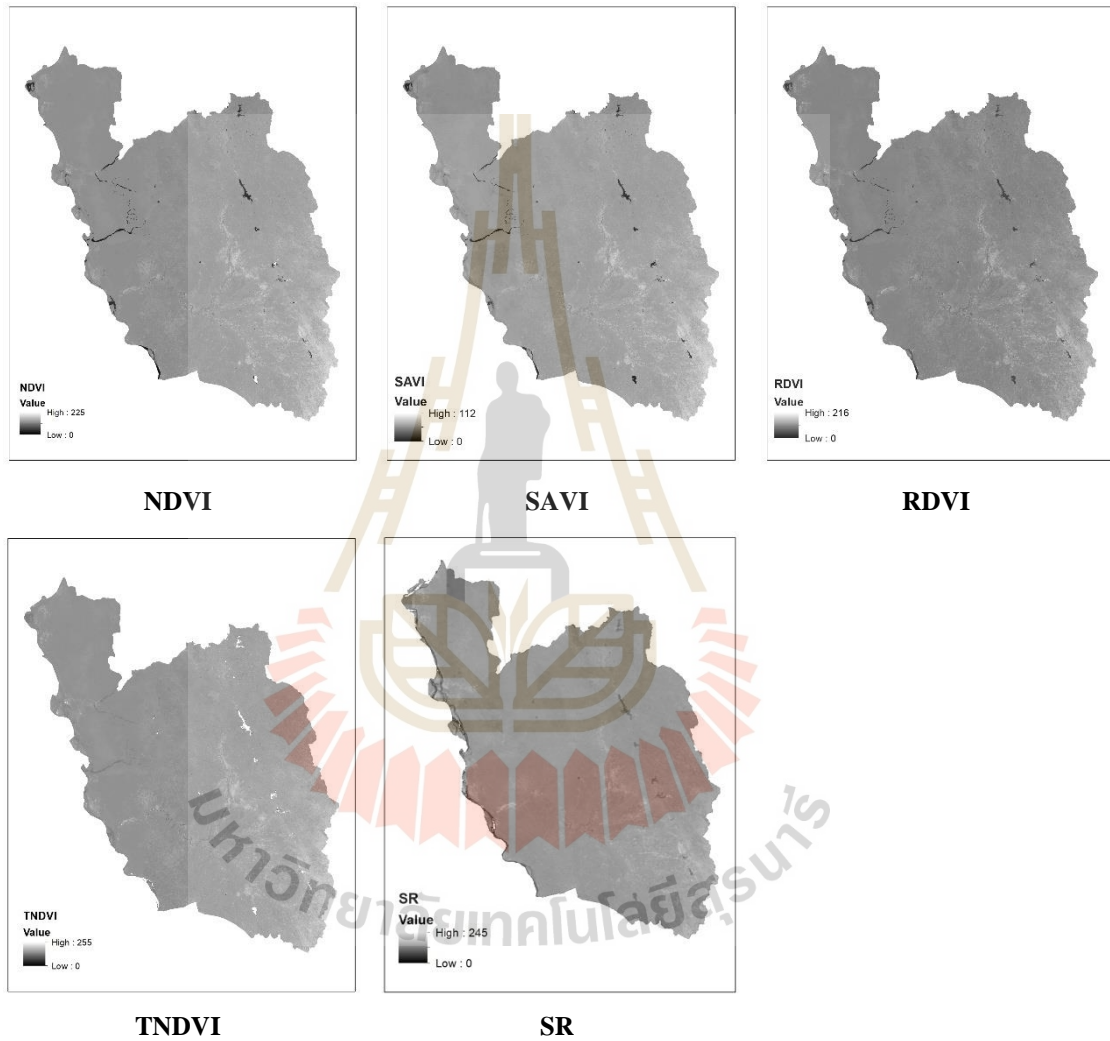 NDVI
Value
High : 225
Low : 0
SAVI
Value
High : 112
Low : 0
RDVI
Value
High : 216
Low : 0
NDVI
SAVI
RDVI
TNDVI
Value
High : 255
Low : 0
SR
Value
High : 245
Low : 0
มหาวิทยาลัยเทคโนโลยีสุรนารี
TNDVI
SR